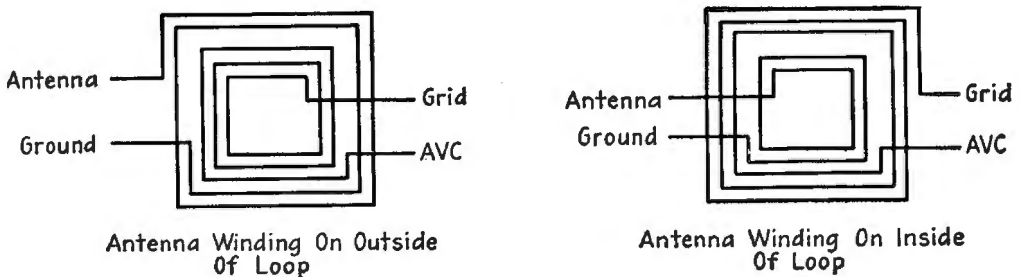 Antenna
Grid
Ground
AVC
Antenna Winding On Outside
Of Loop
Antenna
Grid
Ground
AVC
Antenna Winding On Inside
Of Loop